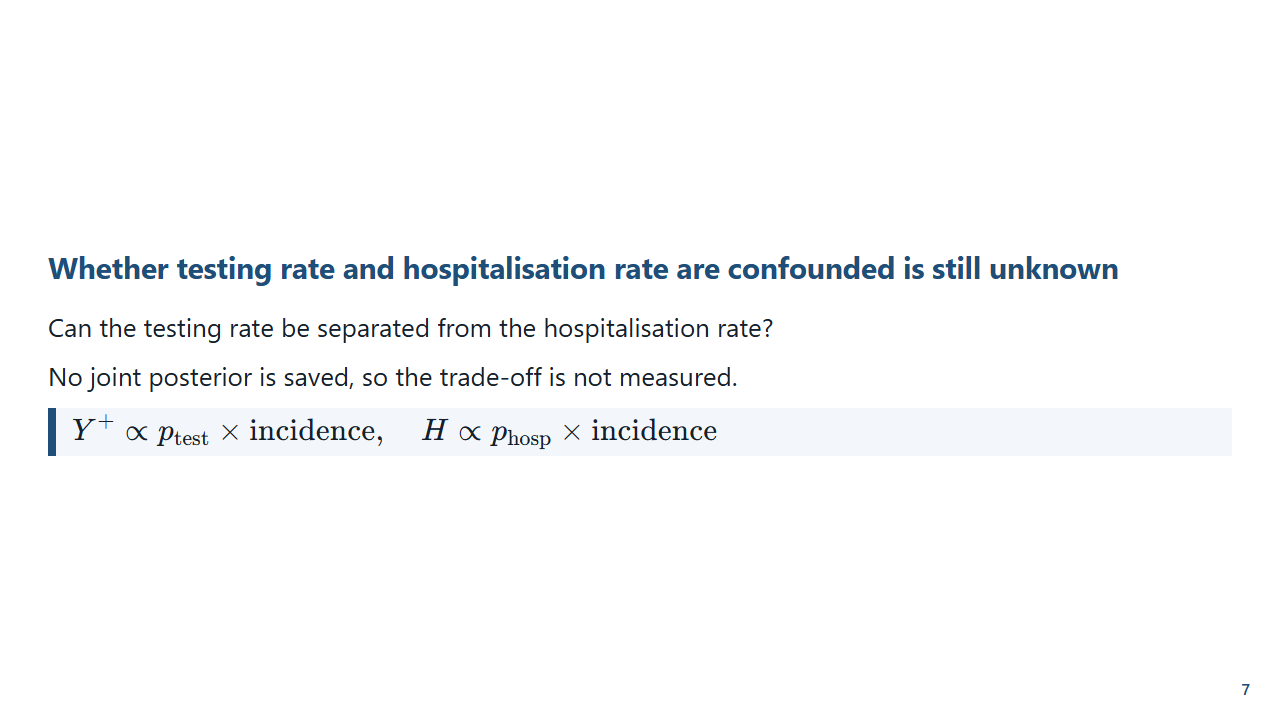 Whether testing rate and hospitalisation rate are confounded is still unknown
Can the testing rate be separated from the hospitalisation rate?
No joint posterior is saved, so the trade-off is not measured.
Y⁺ ∝ p_test × incidence, H ∝ p_hosp × incidence
7